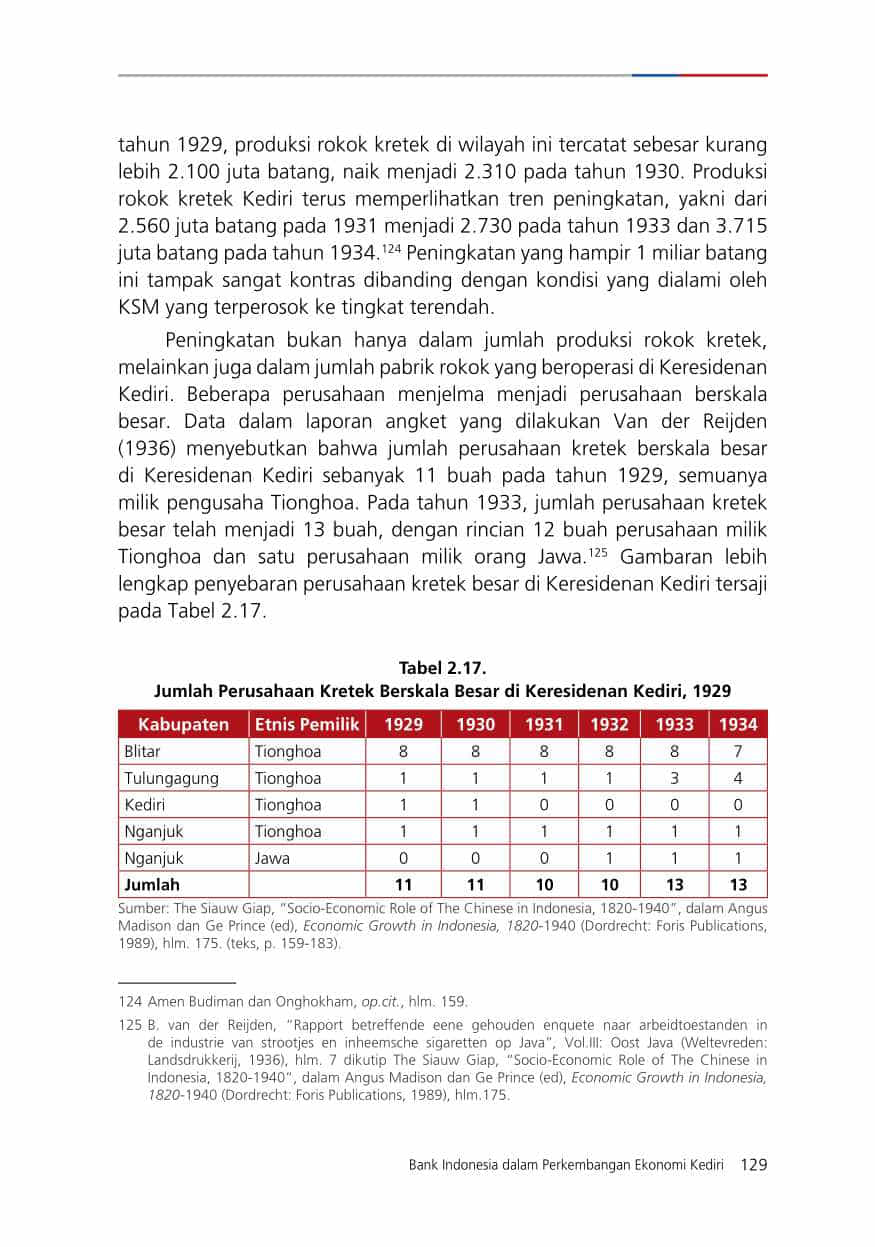 tahun 1929, produksi rokok kretek di wilayah ini tercatat sebesar kurang
lebih 2.100 juta batang, naik menjadi 2.310 pada tahun 1930. Produksi
rokok kretek Kediri terus memperlihatkan tren peningkatan, yakni dari
2.560 juta batang pada 1931 menjadi 2.730 pada tahun 1933 dan 3.715
juta batang pada tahun 1934.124 Peningkatan yang hampir 1 miliar batang
ini tampak sangat kontras dibanding dengan kondisi yang dialami oleh
KSM yang terperosok ke tingkat terendah.
Peningkatan bukan hanya dalam jumlah produksi rokok kretek,
melainkan juga dalam jumlah pabrik rokok yang beroperasi di Keresidenan
Kediri. Beberapa perusahaan menjelma menjadi perusahaan berskala
besar. Data dalam laporan angket yang dilakukan Van der Reijden
(1936) menyebutkan bahwa jumlah perusahaan kretek berskala besar
di Keresidenan Kediri sebanyak 11 buah pada tahun 1929, semuanya
milik pengusaha Tionghoa. Pada tahun 1933, jumlah perusahaan kretek
besar telah menjadi 13 buah, dengan rincian 12 buah perusahaan milik
Tionghoa dan satu perusahaan milik orang Jawa.125 Gambaran lebih
lengkap penyebaran perusahaan kretek besar di Keresidenan Kediri tersaji
pada Tabel 2.17.
Tabel 2.17.
Jumlah Perusahaan Kretek Berskala Besar di Keresidenan Kediri, 1929
Kabupaten Etnis Pemilik 1929 1930 1931 1932 1933 1934
Blitar Tionghoa 8 8 8 8 8 7
Tulungagung Tionghoa 1 1 1 1 3 4
Kediri Tionghoa 1 1 0 0 0 0
Nganjuk Tionghoa 1 1 1 1 1 1
Nganjuk Jawa 0 0 0 1 1 1
Jumlah 11 11 10 10 13 13
Sumber: The Siauw Giap, “Socio-Economic Role of The Chinese in Indonesia, 1820-1940”, dalam Angus
Madison dan Ge Prince (ed), Economic Growth in Indonesia, 1820-1940 (Dordrecht: Foris Publications,
1989), hlm. 175. (teks, p. 159-183).
124 Amen Budiman dan Onghokham, op.cit., hlm. 159.
125 B. van der Reijden, “Rapport betreffende eene gehouden enquete naar arbeidtoestanden in
de industrie van strootjes en inheemsche sigaretten op Java”, Vol.III: Oost Java (Weltevreden:
Landsdrukkerij, 1936), hlm. 7 dikutip The Siauw Giap, “Socio-Economic Role of The Chinese in
Indonesia, 1820-1940”, dalam Angus Madison dan Ge Prince (ed), Economic Growth in Indonesia,
1820-1940 (Dordrecht: Foris Publications, 1989), hlm.175.
Bank Indonesia dalam Perkembangan Ekonomi Kediri 129